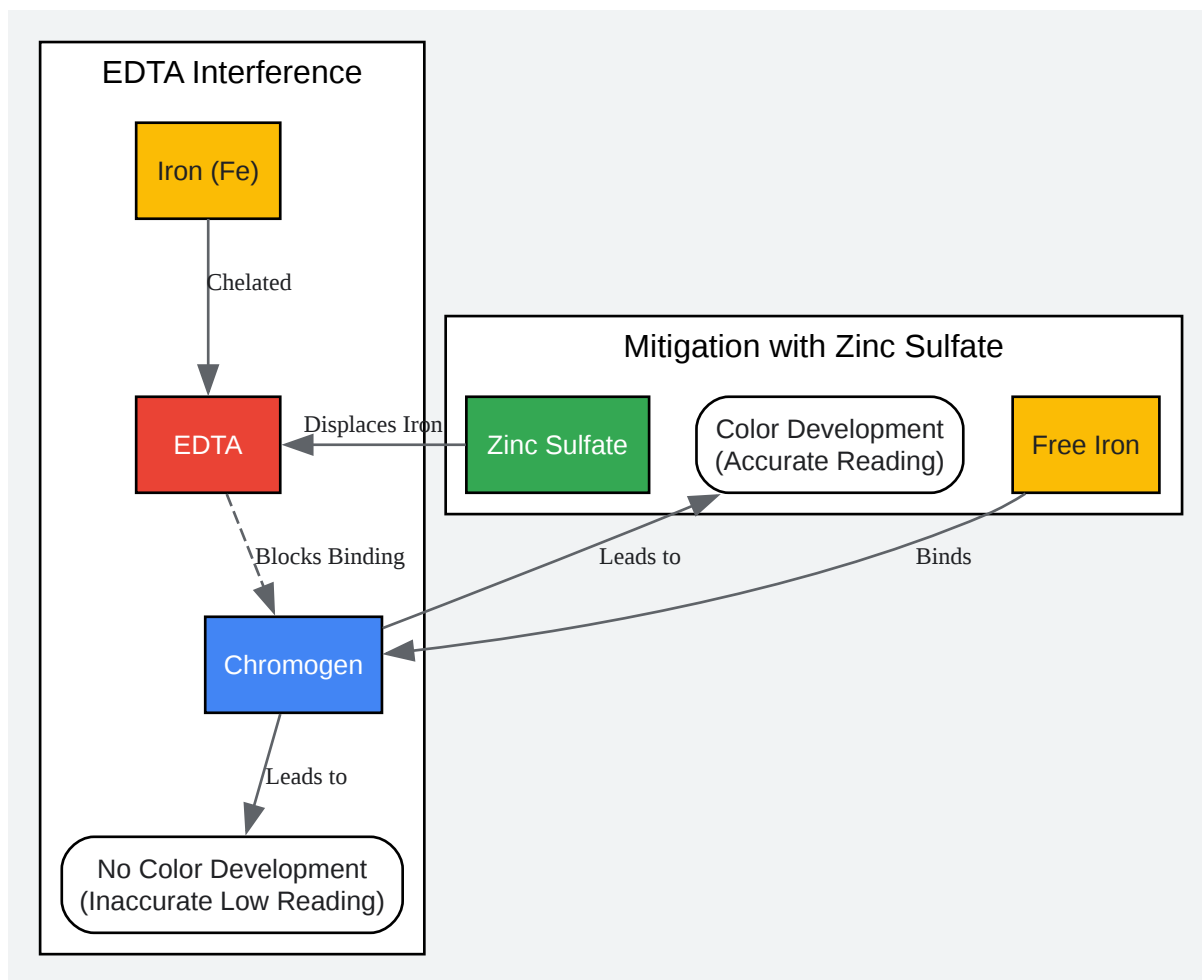 EDTA Interference
Iron (Fe)
Chelated
Mitigation with Zinc Sulfate
EDTA
Displaces Iron
Zinc Sulfate
Color Development
(Accurate Reading)
Free Iron
Blocks Binding
Leads to
Binds
Chromogen
Leads to
No Color Development
(Inaccurate Low Reading)